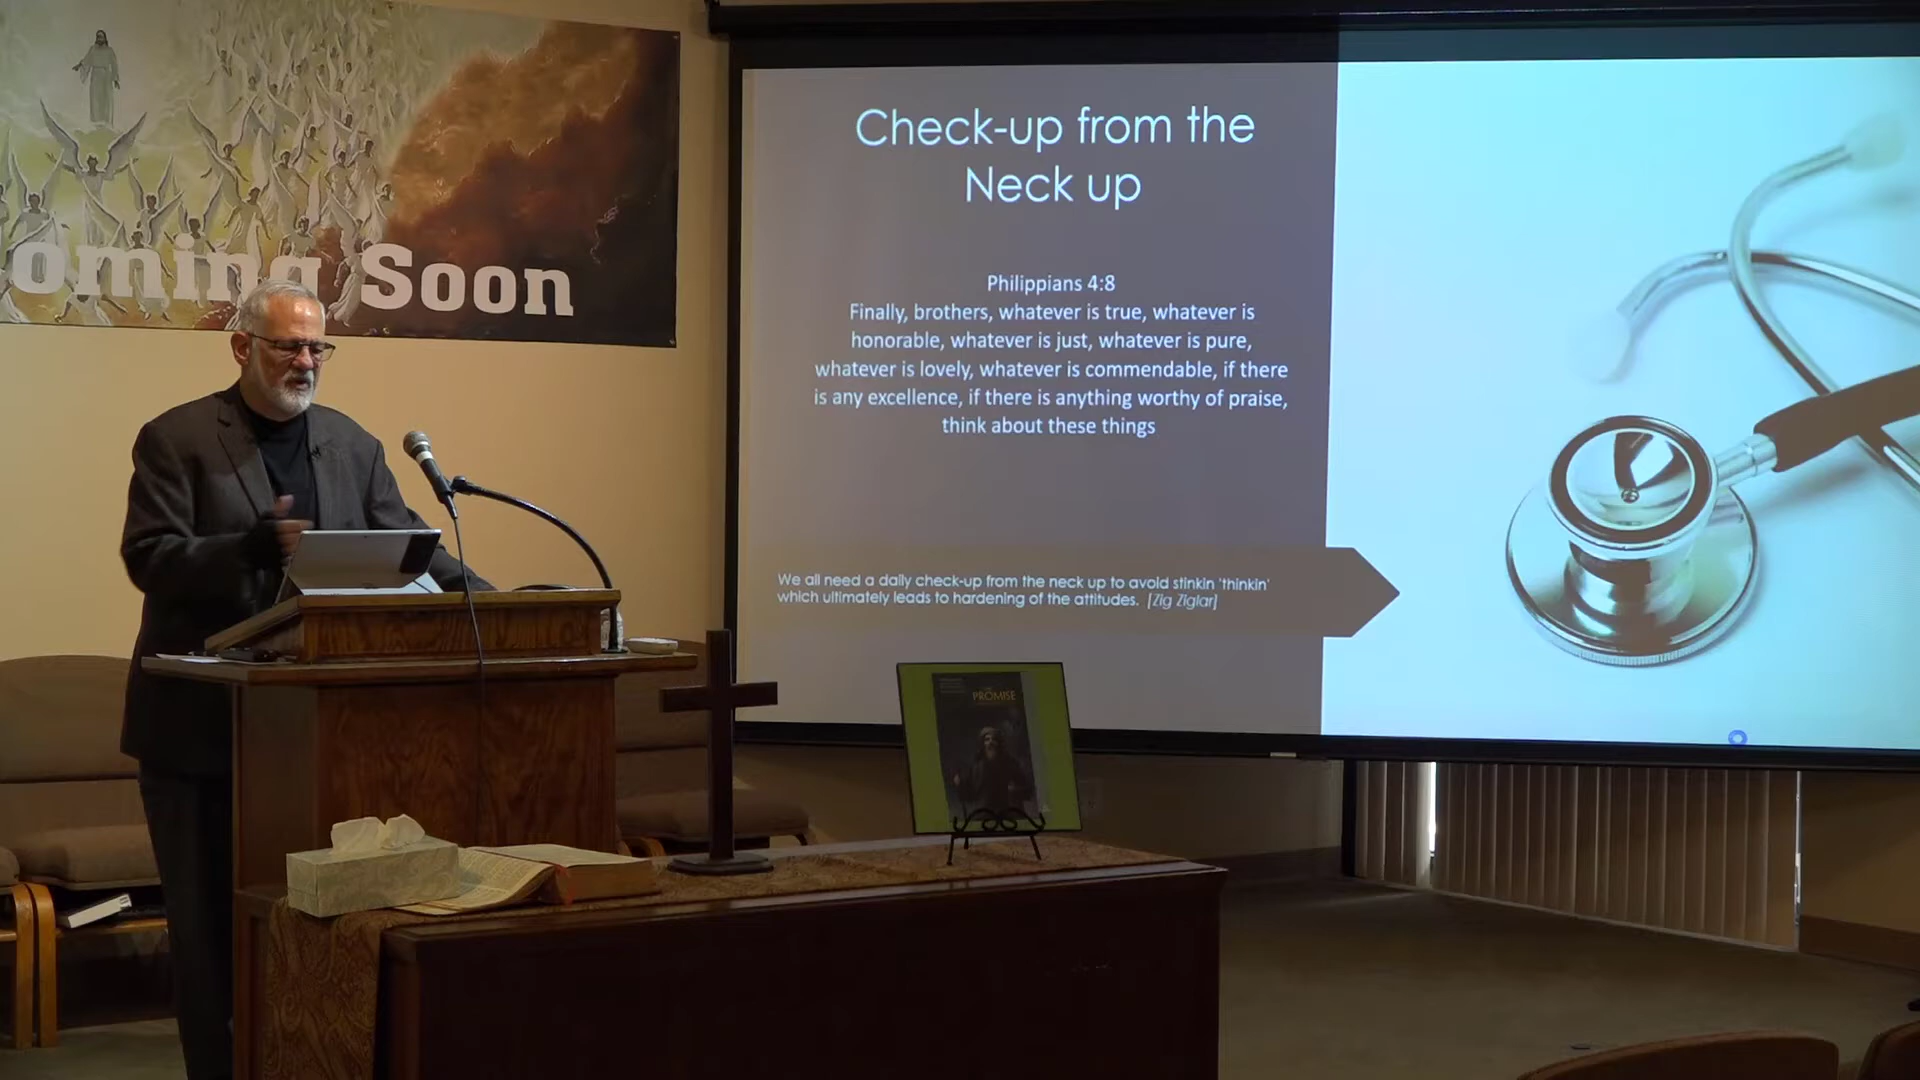 oming Soon
Check-up from the
Neck up
Philippians 4:8
Finally, brothers, whatever is true, whatever is
honorable, whatever is just, whatever is pure,
whatever is lovely, whatever is commendable, if there
is any excellence, if there is anything worthy of praise,
think about these things
We all need a daily check-up from the neck up to avoid stinkin 'thinkin'
which ultimately leads to hardening of the attitudes. [Zig Ziglar]
PROMISE